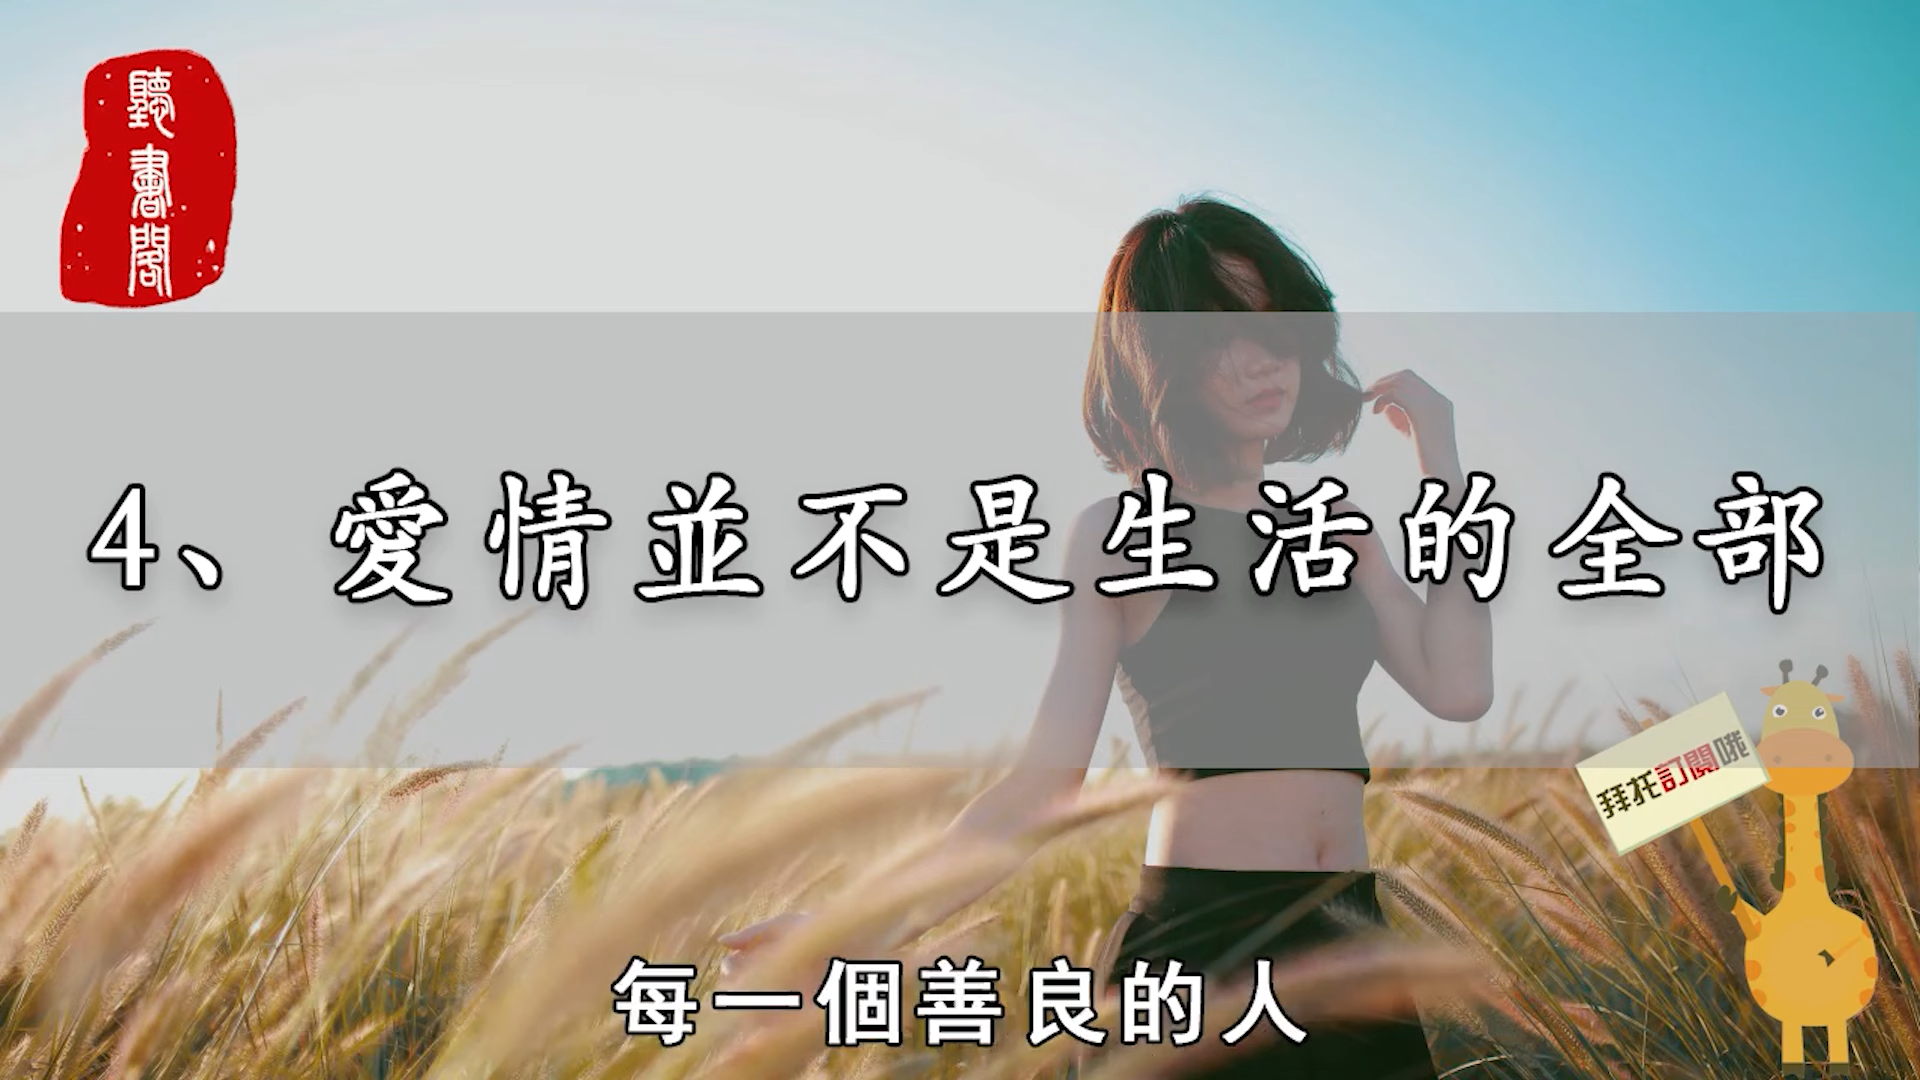 聽書閣
4、愛情並不是生活的全部
拜托訂閱哦
每一個善良的人